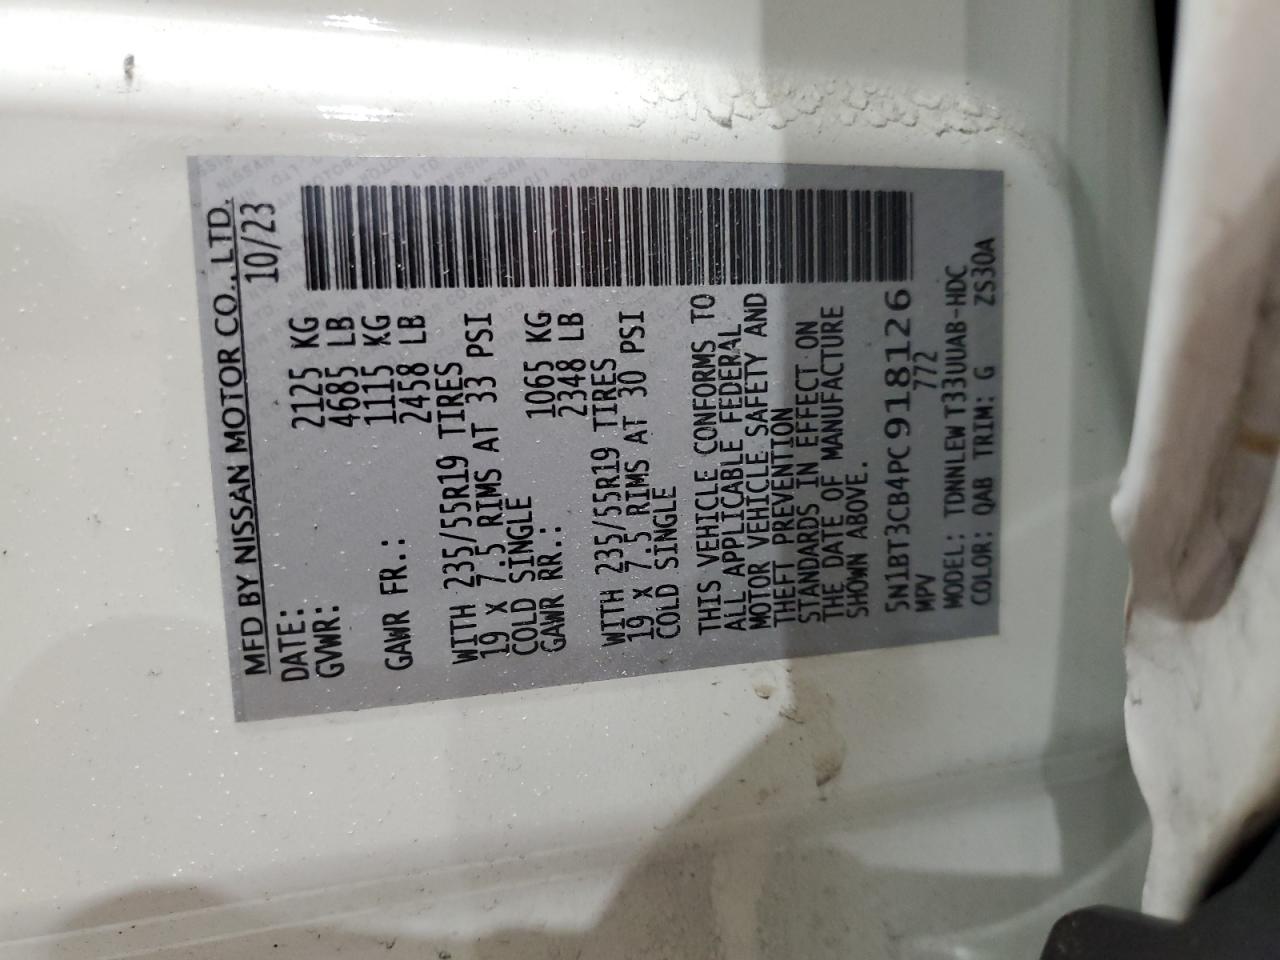 MFD BY NISSAN MOTOR CO., LTD.
DATE: 10/23
GVWR: 2125 KG
4685 LB
GAWR FR.: 1115 KG
2458 LB
WITH 235/55R19 TIRES
19 X 7.5 RIMS AT 33 PSI
COLD SINGLE
GAWR RR.: 1065 KG
2348 LB
WITH 235/55R19 TIRES
19 X 7.5 RIMS AT 30 PSI
COLD SINGLE
THIS VEHICLE CONFORMS TO
ALL APPLICABLE FEDERAL
MOTOR VEHICLE SAFETY AND
THEFT PREVENTION
STANDARDS IN EFFECT ON
THE DATE OF MANUFACTURE
SHOWN ABOVE.
5N1BT3CB4PC918126
MPV 772
MODEL: TDNNLEW T33UUAB-HDC
COLOR: QAB TRIM: G ZS30A